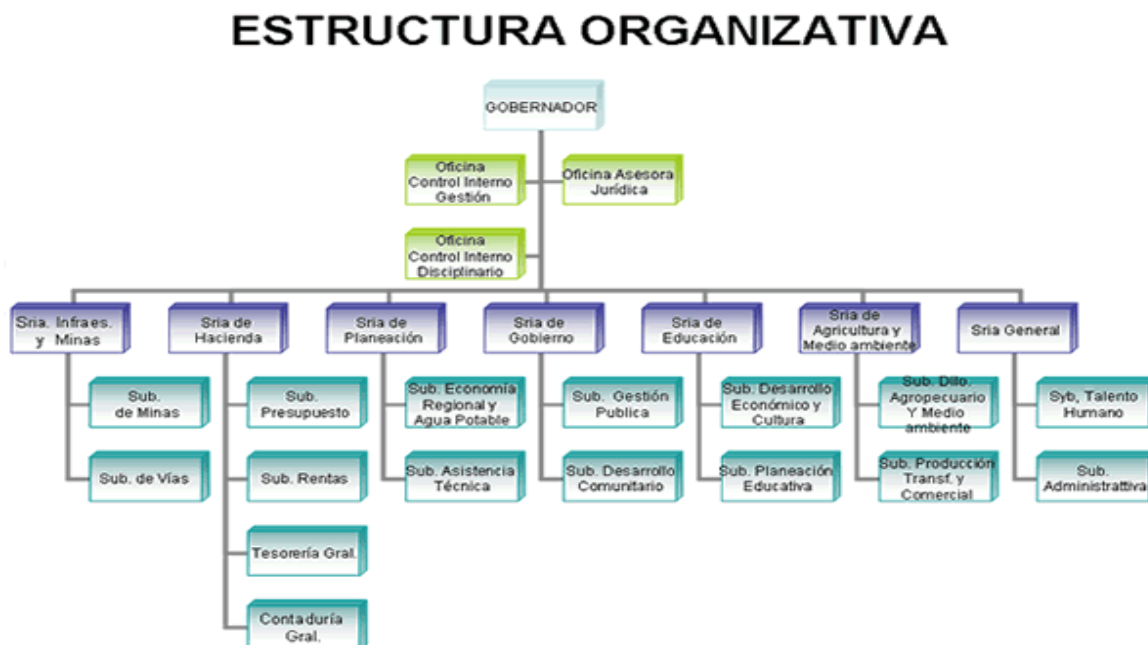 ESTRUCTURA ORGANIZATIVA
GOBERNADOR
Oficina
Control Interno
Gestión
Oficina Asesora
Jurídica
Oficina
Control Interno
Disciplinario
Sria. Infraes.
y Minas
Sria de
Hacienda
Sria de
Planeación
Sria de
Gobierno
Sria de
Educación
Sria de
Agricultura y
Medio ambiente
Sria General
Sub.
de Minas
Sub.
Presupuesto
Sub. Economía
Regional y
Agua Potable
Sub. Gestión
Publica
Sub. Desarrollo
Económico y
Cultura
Sub. Dllo.
Agropecuario
Y Medio
ambiente
Syb, Talento
Humano
Sub. de Vías
Sub. Rentas
Sub. Asistencia
Técnica
Sub. Desarrollo
Comunitario
Sub. Planeación
Educativa
Sub. Producción
Transf. y
Comercial
Sub.
Administrattiva
Tesorería Gral.
Contaduría
Gral.